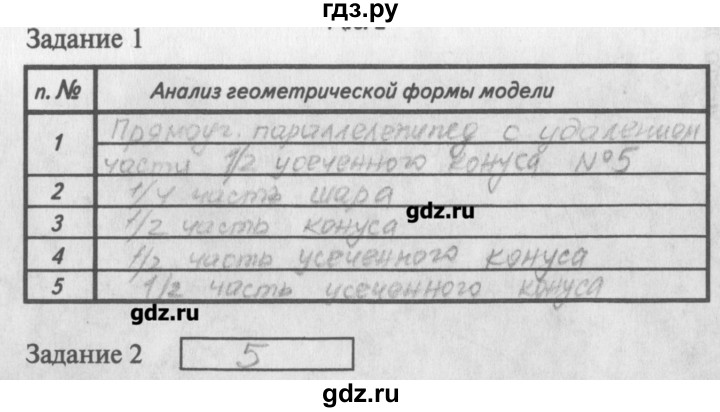 гдз.ру
Задание 1
п. № Анализ геометрической формы модели
1 Прямоуг. параллелепипед с удалением
части 1/2 усеченного конуса №5
2 1/4 часть шара
3 1/2 часть конуса
gdz.ru
4 1/2 часть усеченного конуса
5 1/2 часть усеченного конуса
gdz.ru
Задание 2 5
gdz.ru